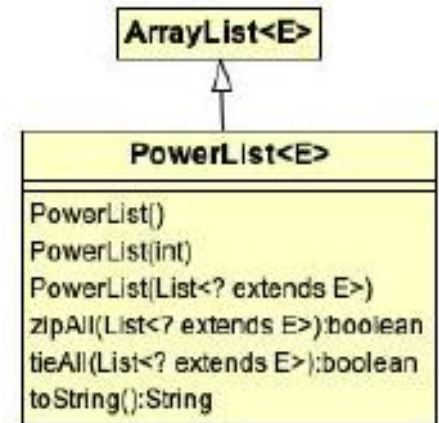 ArrayList<E>
PowerList<E>
PowerList()
PowerList(int)
PowerList(List<? extends E>)
zipAll(List<? extends E>):boolean
tieAll(List<? extends E>):boolean
toString():String